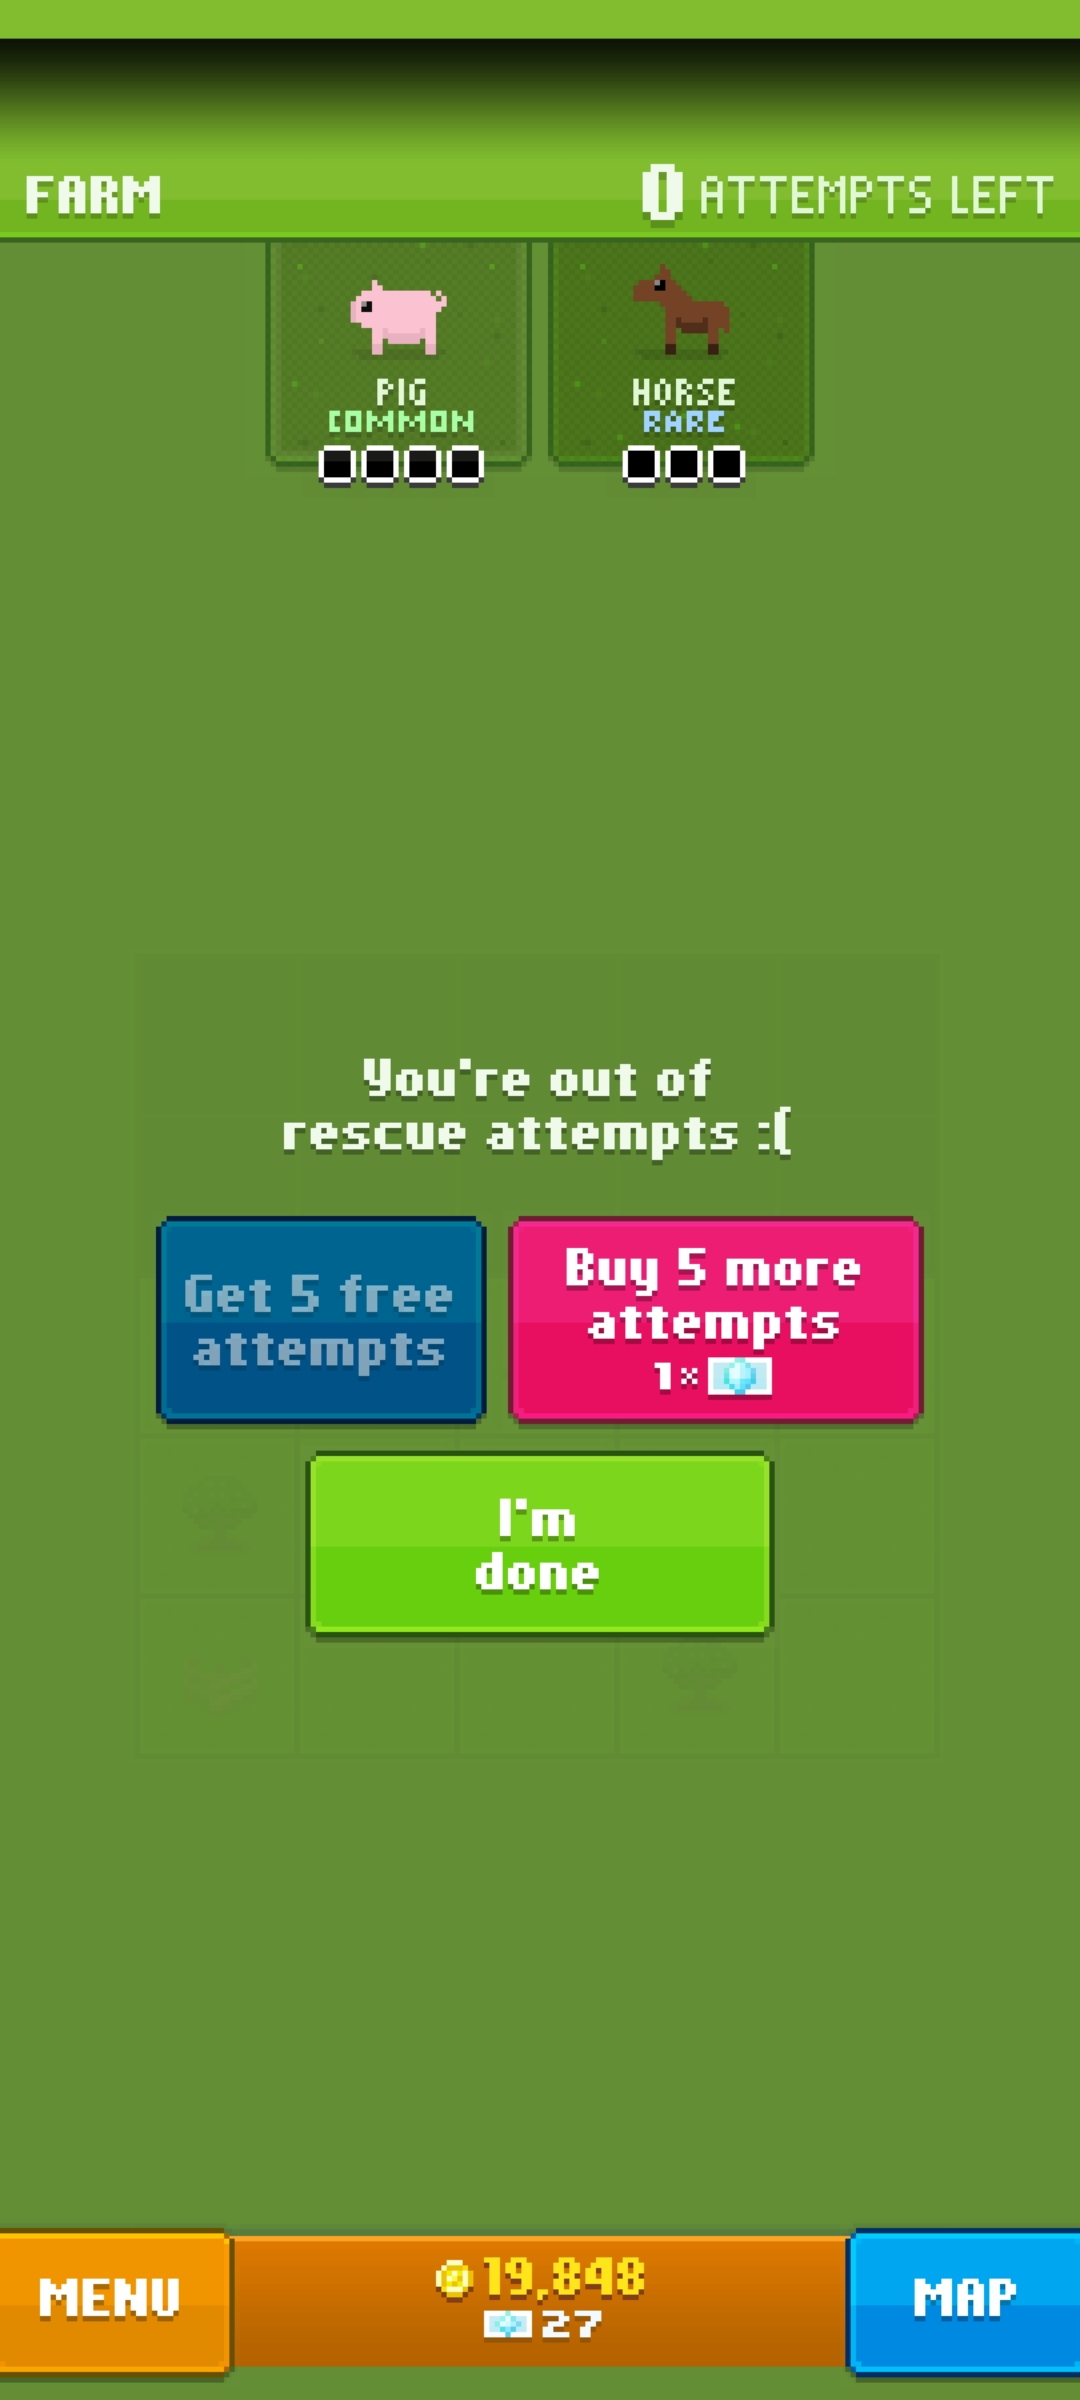 FARM
0 ATTEMPTS LEFT
PIG
COMMON
HORSE
RARE
You're out of
rescue attempts :(
Get 5 free
attempts
Buy 5 more
attempts
1×
I'm
done
MENU
19,848
27
MAP